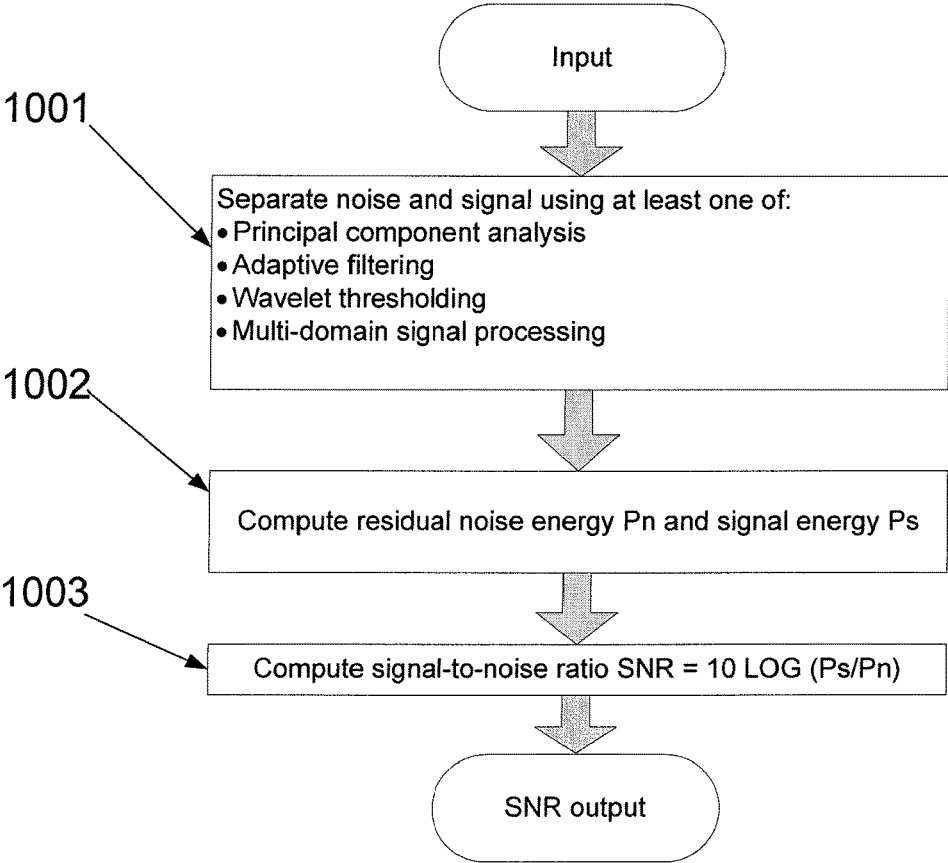 Input
1001
Separate noise and signal using at least one of:
• Principal component analysis
• Adaptive filtering
• Wavelet thresholding
• Multi-domain signal processing
1002
Compute residual noise energy Pn and signal energy Ps
1003
Compute signal-to-noise ratio SNR = 10 LOG (Ps/Pn)
SNR output